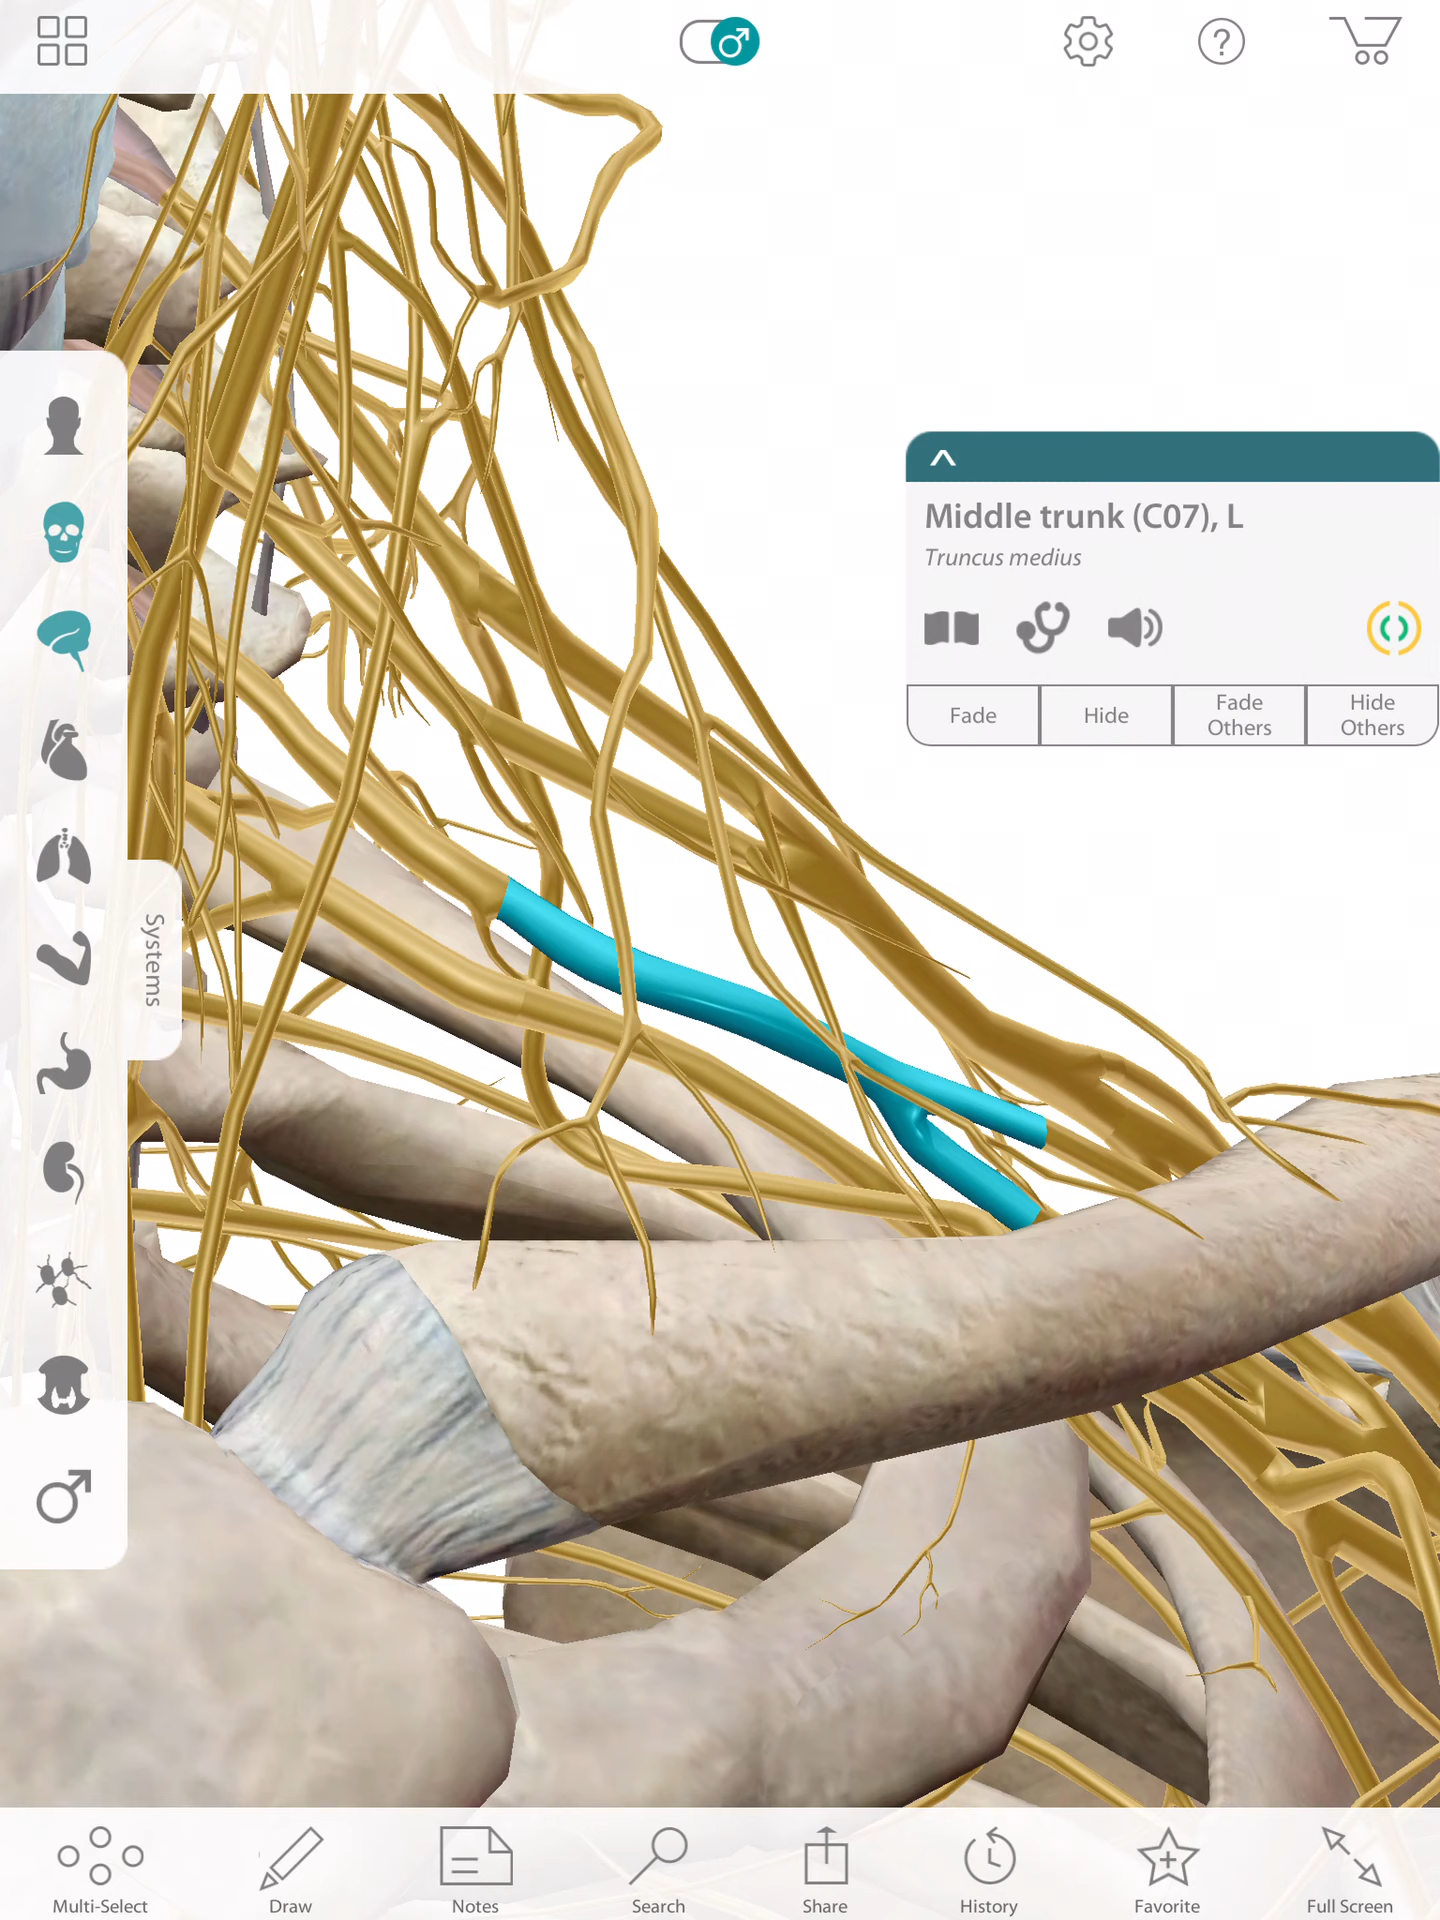 Middle trunk (C07), L
Truncus medius
Fade
Hide
Fade
Others
Hide
Others
Systems
Multi-Select
Draw
Notes
Search
Share
History
Favorite
Full Screen